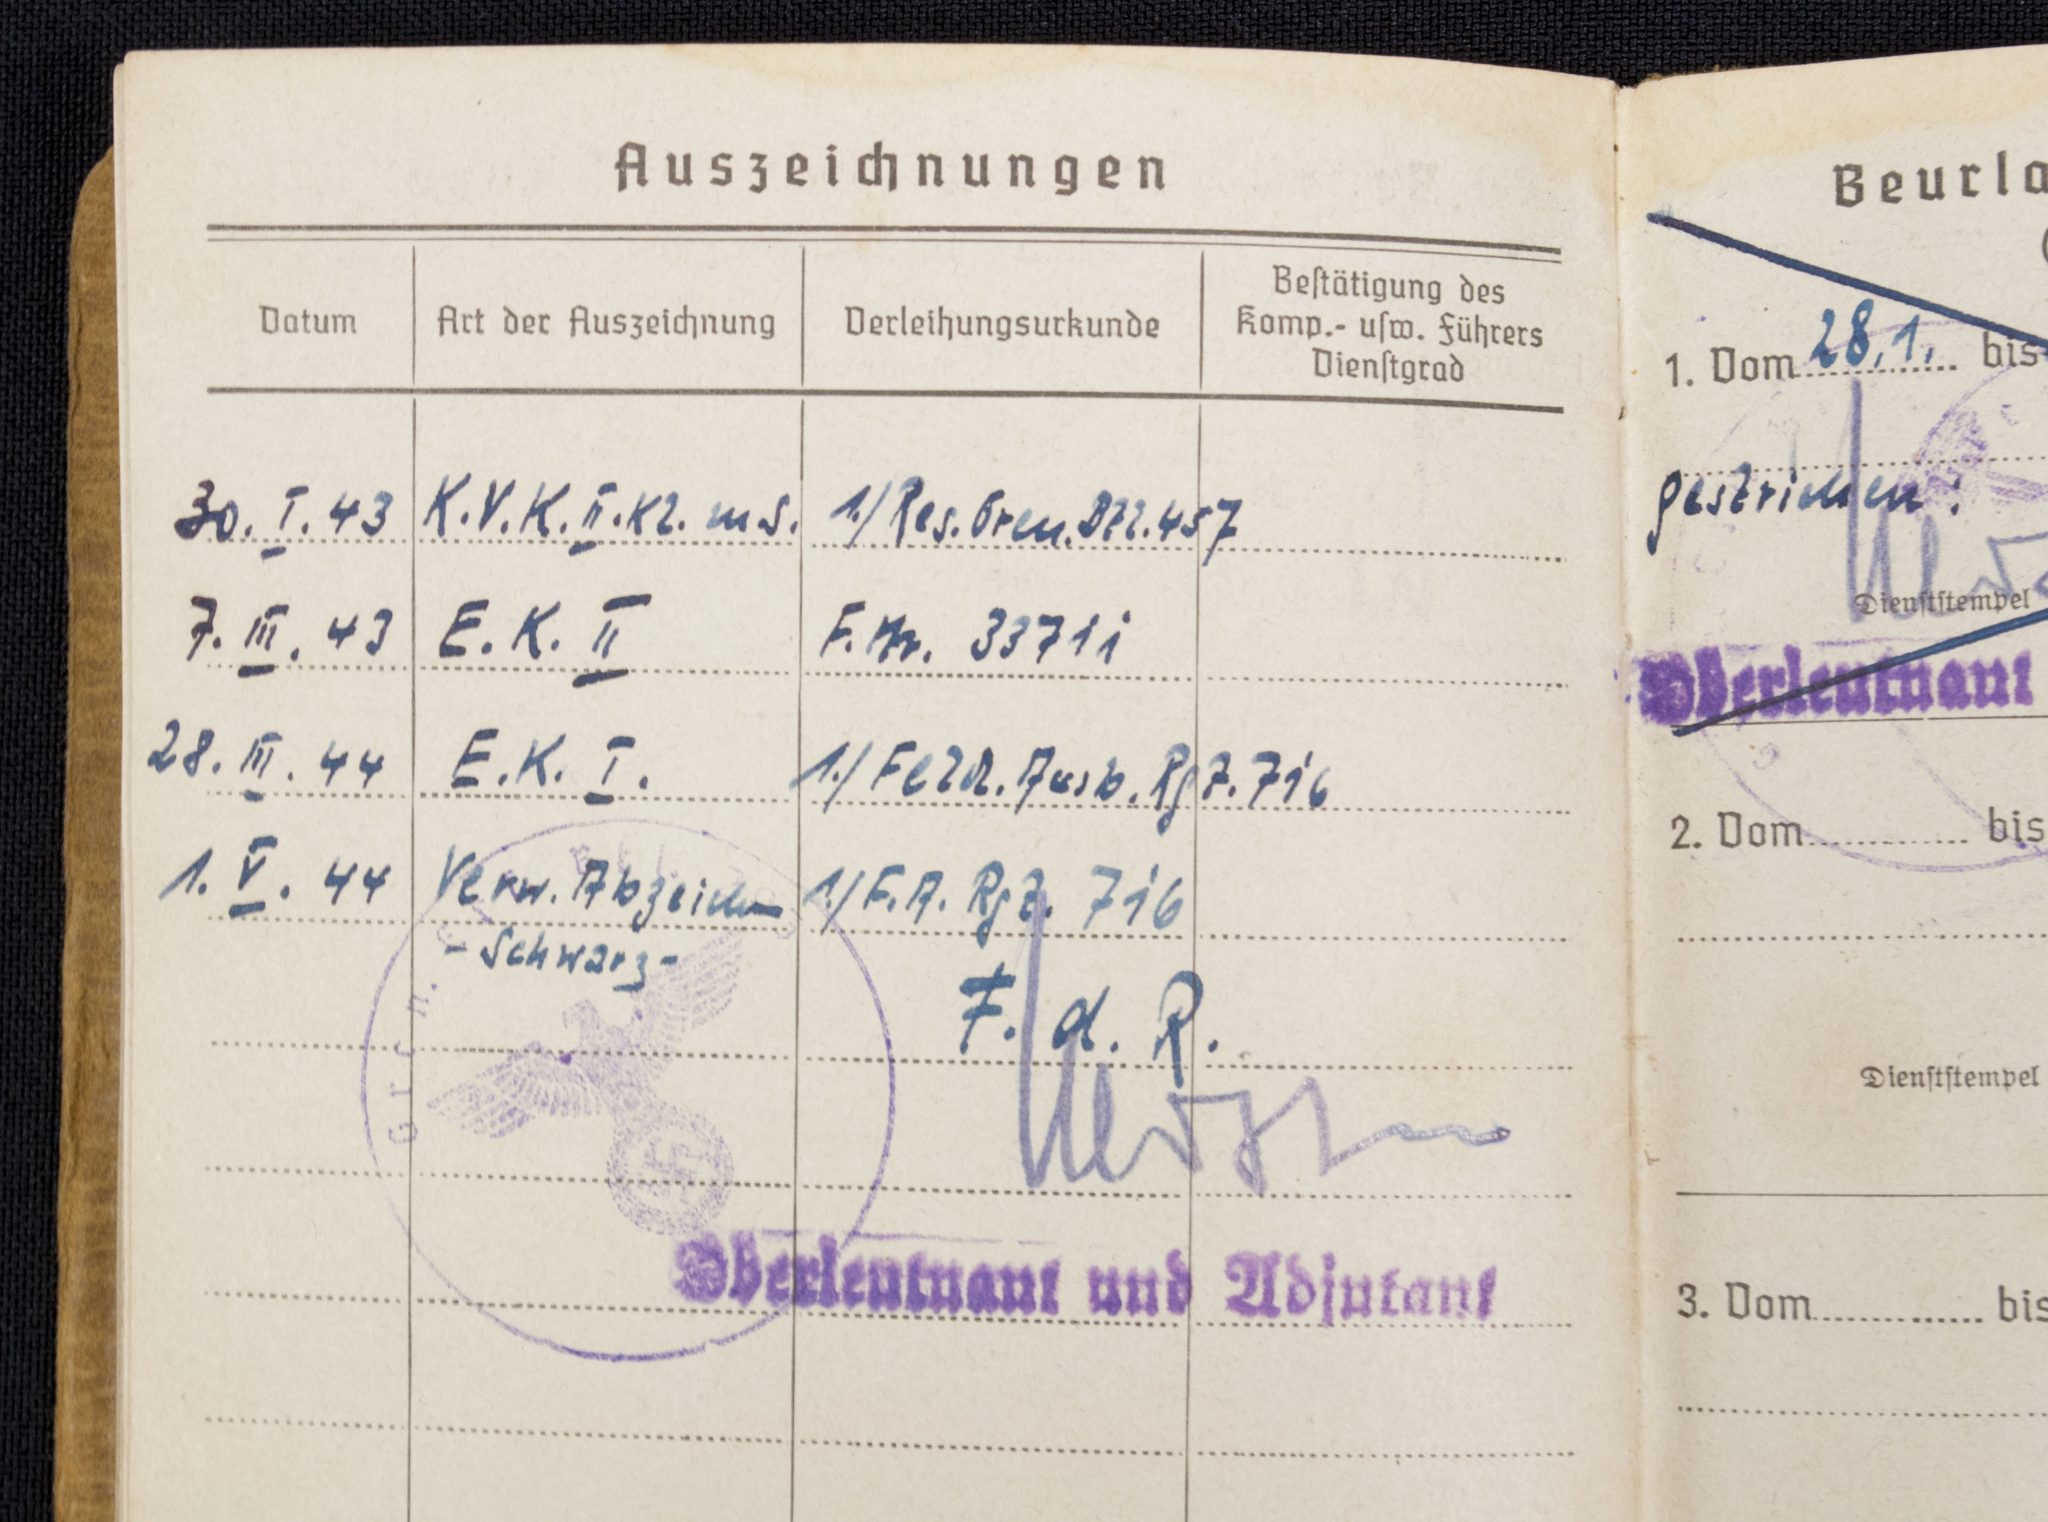 Auszeichnungen
Datum Art der Auszeichnung Verleihungsurkunde Bestätigung des
Komp.- usw. Führers
Dienstgrad
30. I. 43 K.V.K. II. Kl. m. S. 1./Res. Gren. Btl. 457
7. III. 43 E. K. II F. Nr. 33711
28. III. 44 E. K. I. 1./Feld. Ausb. Rgt. 716
1. V. 44 Verw. Abzeichen 1./F. A. Rgt. 716
- Schwarz -
F. d. R.
Gren.
Oberleutnant und Adjutant
Beurla
1. Vom 28.1. bis
gestrichen:
Dienststempel
Oberleutnant
2. Vom bis
Dienststempel
3. Vom bis